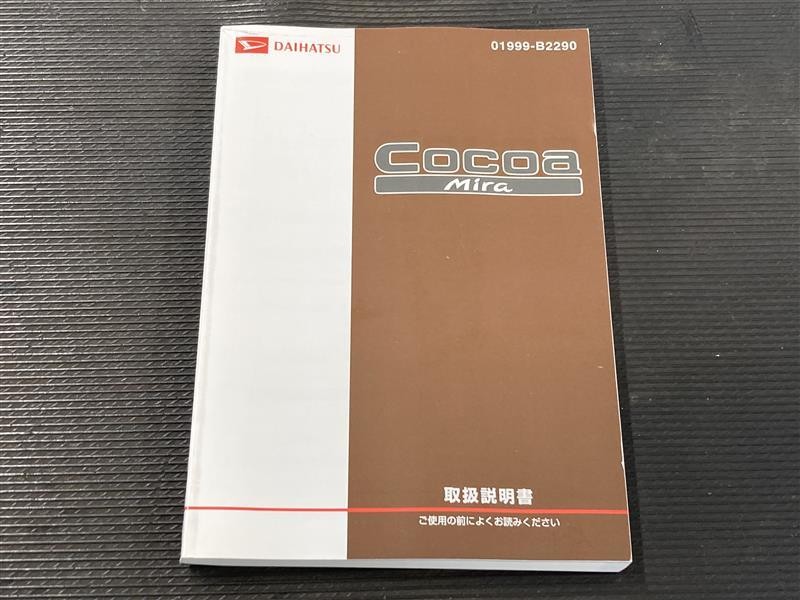 DAIHATSU
01999-B2290
Cocoa
Mira
取扱説明書
ご使用の前によくお読みください